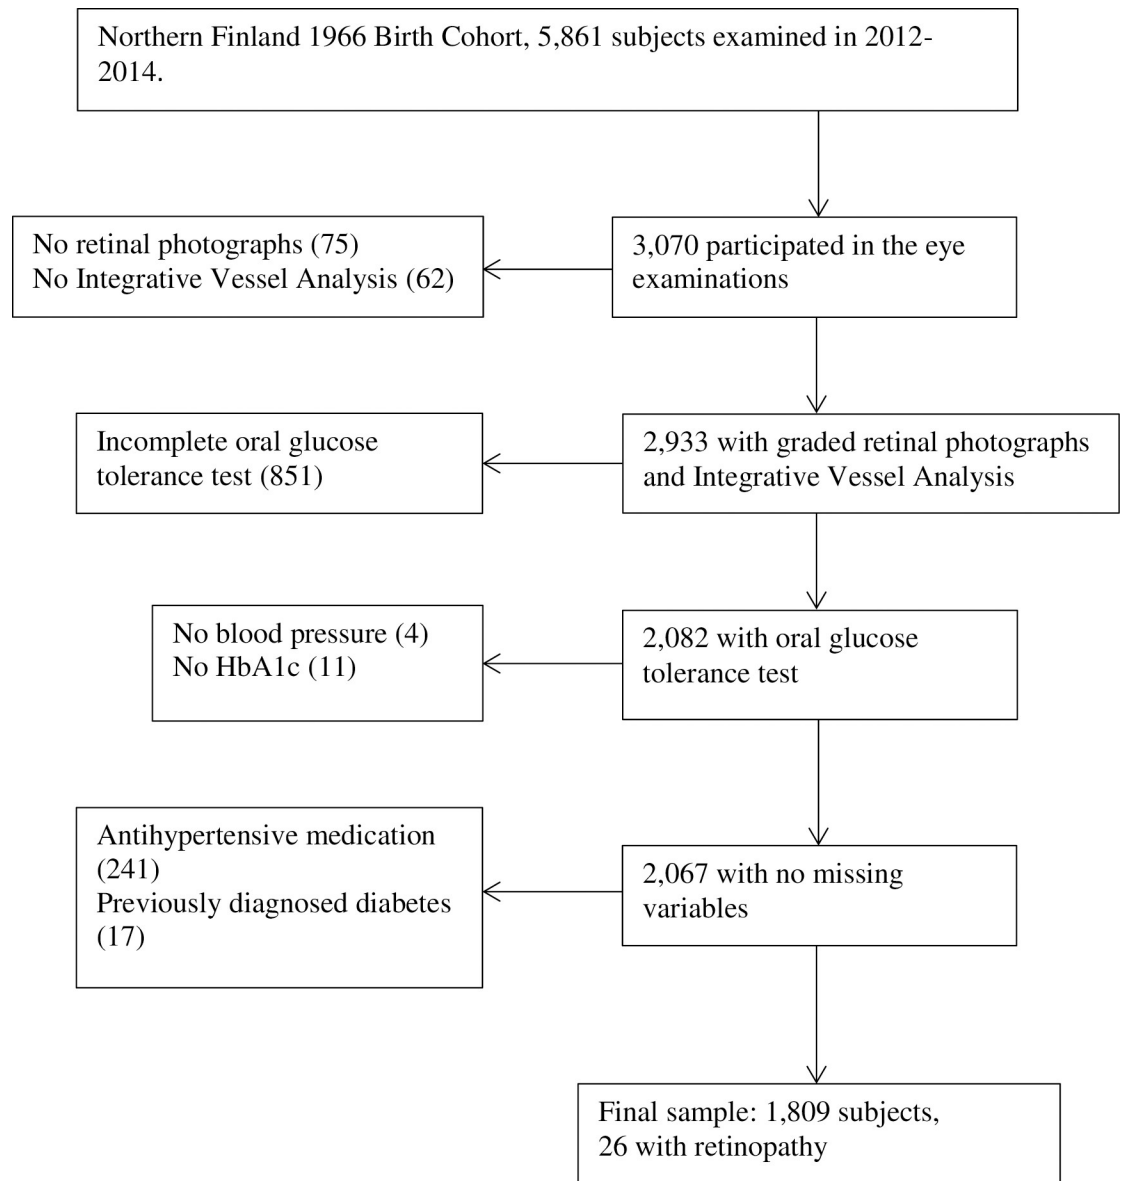 Northern Finland 1966 Birth Cohort, 5,861 subjects examined in 2012-
2014.
No retinal photographs (75)
No Integrative Vessel Analysis (62)
3,070 participated in the eye
examinations
Incomplete oral glucose
tolerance test (851)
2,933 with graded retinal photographs
and Integrative Vessel Analysis
No blood pressure (4)
No HbA1c (11)
2,082 with oral glucose
tolerance test
Antihypertensive medication
(241)
Previously diagnosed diabetes
(17)
2,067 with no missing
variables
Final sample: 1,809 subjects,
26 with retinopathy